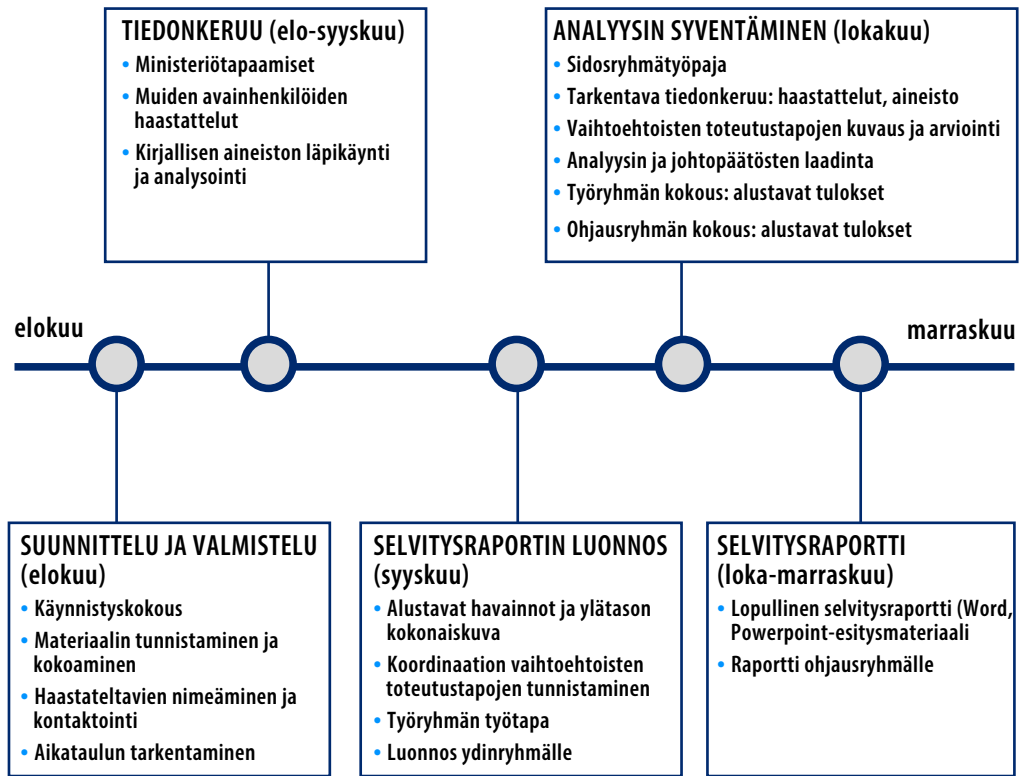 TIEDONKERUU (elo-syyskuu)
• Ministeriötapaamiset
• Muiden avainhenkilöiden
haastattelut
• Kirjallisen aineiston läpikäynti
ja analysointi
ANALYYSIN SYVENTÄMINEN (lokakuu)
• Sidosryhmätyöpaja
• Tarkentava tiedonkeruu: haastattelut, aineisto
• Vaihtoehtoisten toteutustapojen kuvaus ja arviointi
• Analyysin ja johtopäätösten laadinta
• Työryhmän kokous: alustavat tulokset
• Ohjausryhmän kokous: alustavat tulokset
elokuu
marraskuu
SUUNNITTELU JA VALMISTELU
(elokuu)
• Käynnistyskokous
• Materiaalin tunnistaminen ja
kokoaminen
• Haastateltavien nimeäminen ja
kontaktointi
• Aikataulun tarkentaminen
SELVITYSRAPORTIN LUONNOS
(syyskuu)
• Alustavat havainnot ja ylätason
kokonaiskuva
• Koordinaation vaihtoehtoisten
toteutustapojen tunnistaminen
• Työryhmän työtapa
• Luonnos ydinryhmälle
SELVITYSRAPORTTI
(loka-marraskuu)
• Lopullinen selvitysraportti (Word,
Powerpoint-esitysmateriaali
• Raportti ohjausryhmälle